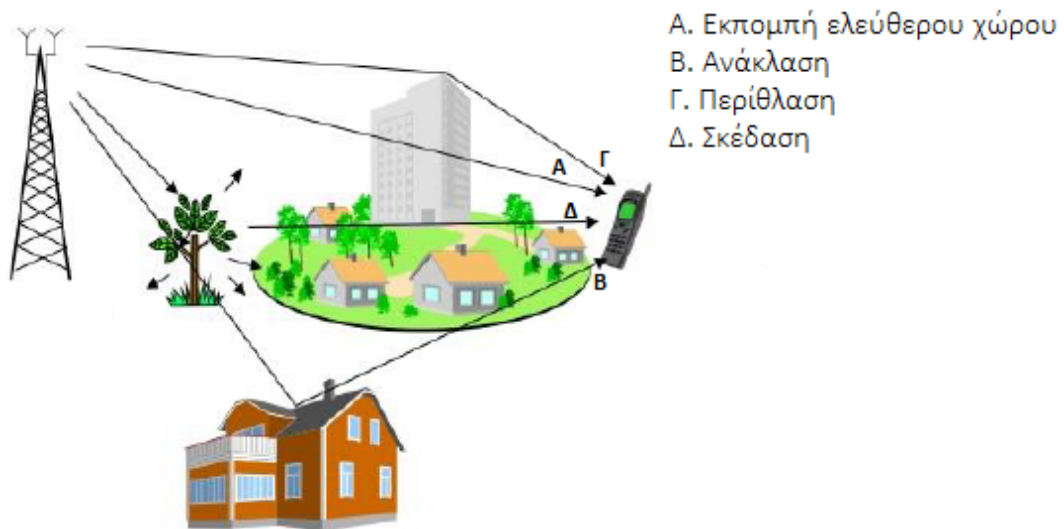 Α. Εκπομπή ελεύθερου χώρου
Β. Ανάκλαση
Γ. Περίθλαση
Δ. Σκέδαση
Γ
Α
Δ
Β